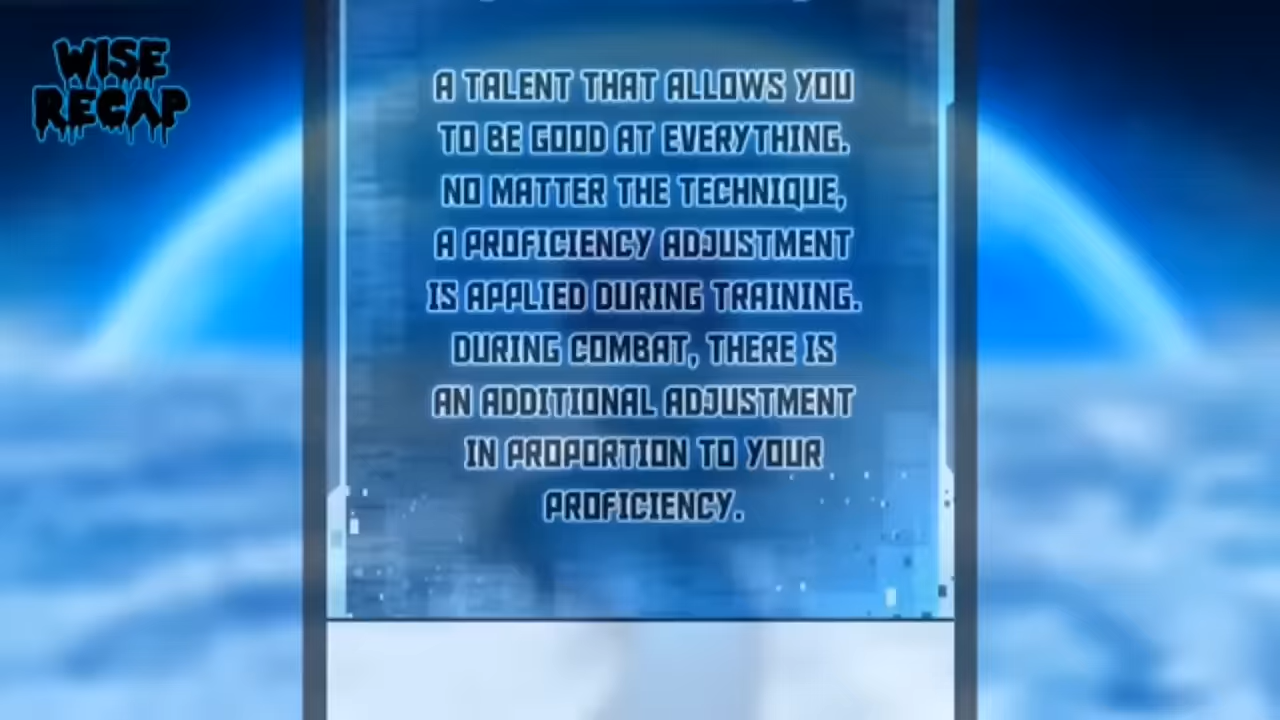 WISE
RECAP
A TALENT THAT ALLOWS YOU
TO BE GOOD AT EVERYTHING.
NO MATTER THE TECHNIQUE,
A PROFICIENCY ADJUSTMENT
IS APPLIED DURING TRAINING.
DURING COMBAT, THERE IS
AN ADDITIONAL ADJUSTMENT
IN PROPORTION TO YOUR
PROFICIENCY.